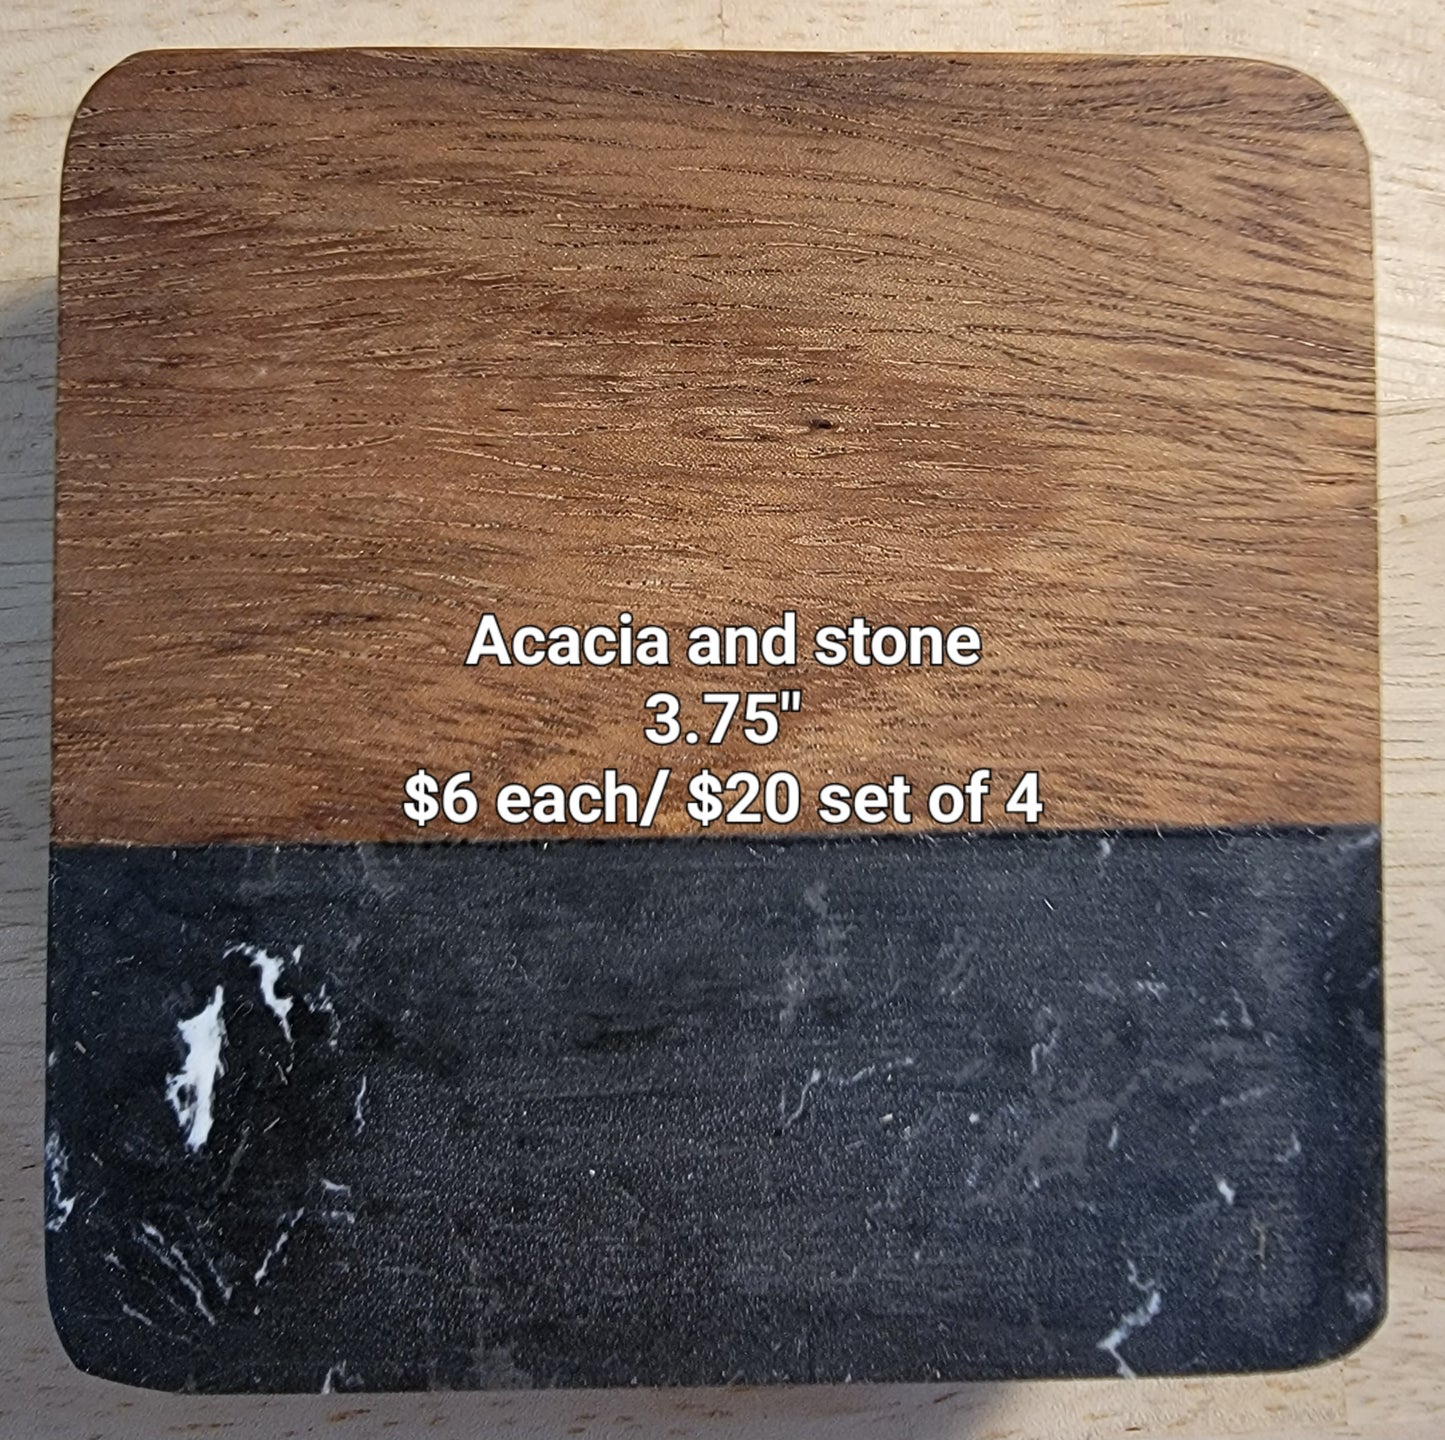 Acacia and stone
3.75"
$6 each/ $20 set of 4